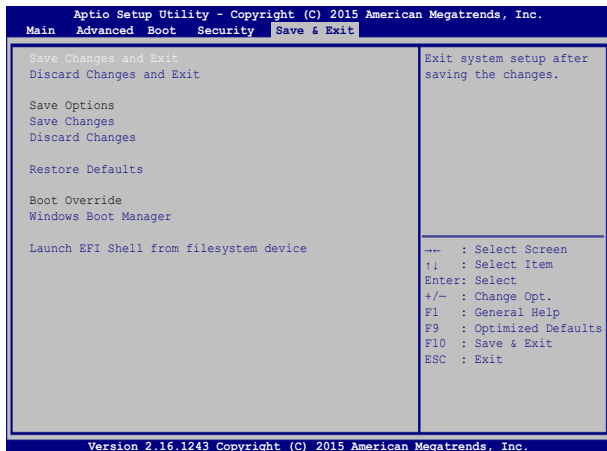 Aptio Setup Utility - Copyright (C) 2015 American Megatrends, Inc.
Main Advanced Boot Security Save & Exit
Save Changes and Exit
Discard Changes and Exit
Save Options
Save Changes
Discard Changes
Restore Defaults
Boot Override
Windows Boot Manager
Launch EFI Shell from filesystem device
Exit system setup after
saving the changes.
→← : Select Screen
↑↓ : Select Item
Enter: Select
+/— : Change Opt.
F1 : General Help
F9 : Optimized Defaults
F10 : Save & Exit
ESC : Exit
Version 2.16.1243 Copyright (C) 2015 American Megatrends, Inc.